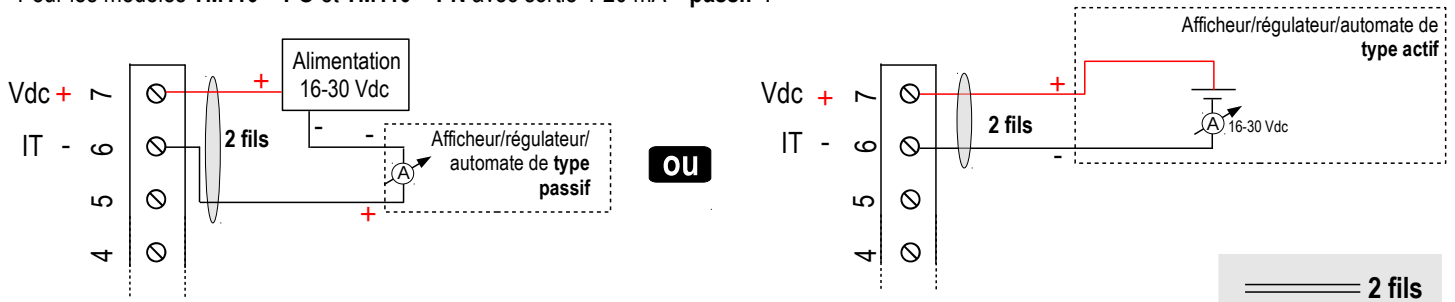 Alimentation
16-30 Vdc
Vdc + 7
+
IT - 6
5
4
2 fils
-
-
Afficheur/régulateur/
automate de type
passif
A
+
ou
Afficheur/régulateur/automate de
type actif
Vdc + 7
+
IT - 6
5
4
2 fils
-
A 16-30 Vdc
2 fils